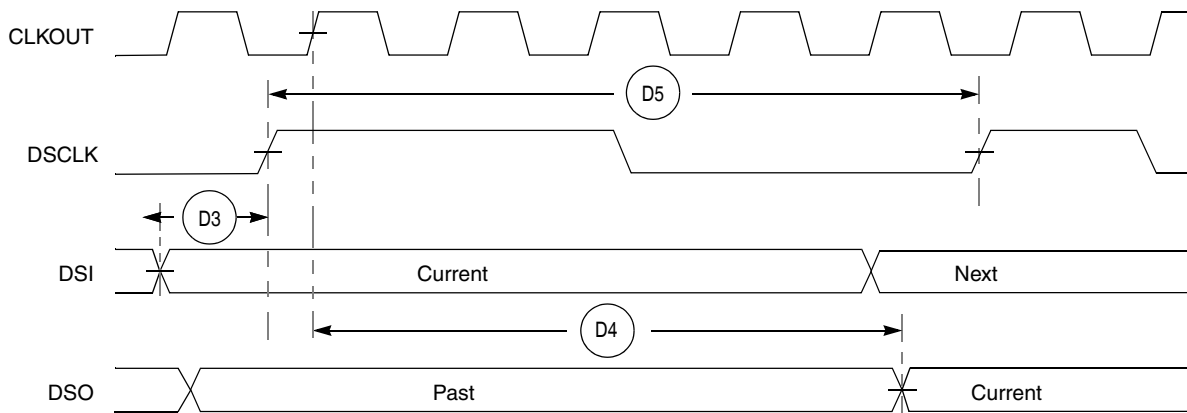 CLKOUT
D5
DSCLK
D3
DSI
Current
Next
D4
DSO
Past
Current